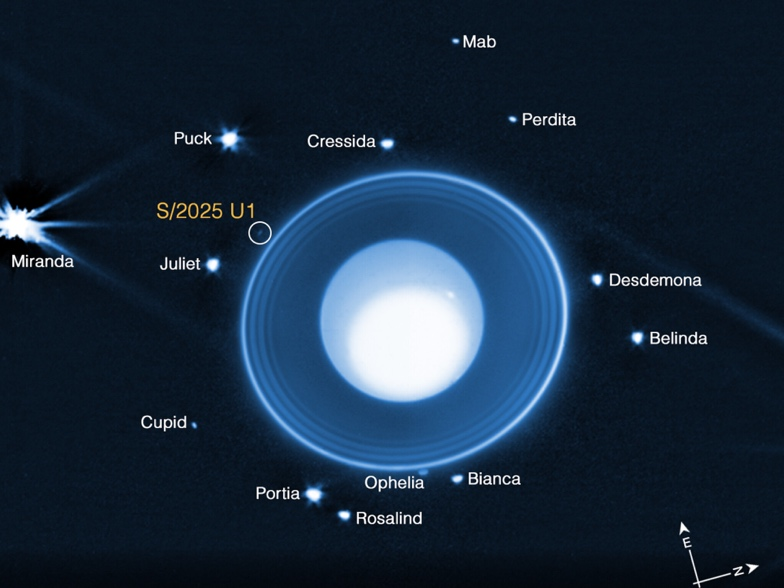 Mab
Perdita
Puck
Cressida
S/2025 U1
Miranda
Juliet
Desdemona
Belinda
Cupid
Ophelia
Bianca
Portia
Rosalind
E
N